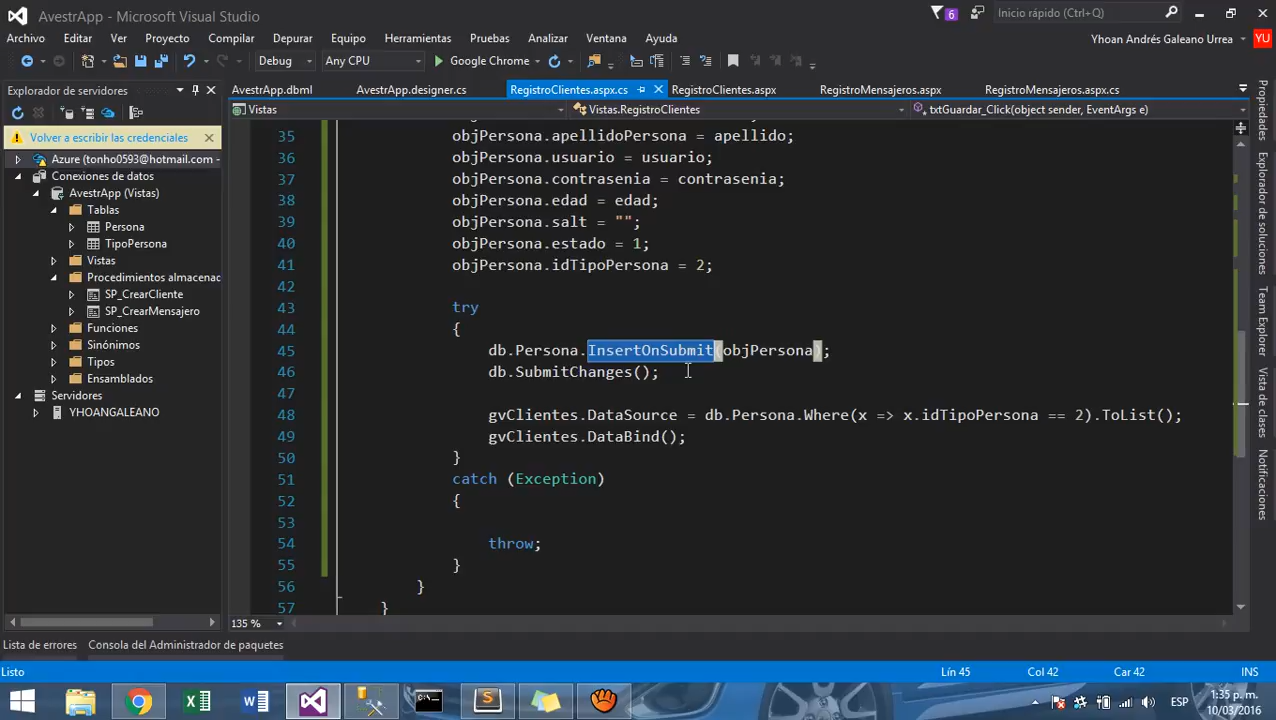 AvestrApp - Microsoft Visual Studio
6
Inicio rápido (Ctrl+Q)
Archivo Editar Ver Proyecto Compilar Depurar Equipo Herramientas Pruebas Analizar Ventana Ayuda
Yhoan Andrés Galeano Urrea YU
Debug Any CPU Google Chrome
Explorador de servidores
AvestrApp.dbml AvestrApp.designer.cs RegistroClientes.aspx.cs RegistroClientes.aspx RegistroMensajeros.aspx RegistroMensajeros.aspx.cs
Vistas Vistas.RegistroClientes txtGuardar_Click(object sender, EventArgs e)
Volver a escribir las credenciales
Azure (tonho0593@hotmail.com -
Conexiones de datos
AvestrApp (Vistas)
Tablas
Persona
TipoPersona
Vistas
Procedimientos almacenac
SP_CrearCliente
SP_CrearMensajero
Funciones
Sinónimos
Tipos
Ensamblados
Servidores
YHOANGALEANO
35 objPersona.apellidoPersona = apellido;
36 objPersona.usuario = usuario;
37 objPersona.contrasenia = contrasenia;
38 objPersona.edad = edad;
39 objPersona.salt = "";
40 objPersona.estado = 1;
41 objPersona.idTipoPersona = 2;
42
43 try
44 {
45 db.Persona.InsertOnSubmit(objPersona);
46 db.SubmitChanges();
47
48 gvClientes.DataSource = db.Persona.Where(x => x.idTipoPersona == 2).ToList();
49 gvClientes.DataBind();
50 }
51 catch (Exception)
52 {
53
54 throw;
55 }
56 }
57 }
135 %
Propiedades
Explorador de soluciones
Team Explorer
Vista de clases
Notificaciones
Lista de errores Consola del Administrador de paquetes
Listo Lín 45 Col 42 Car 42 INS
ESP
1:35 p. m.
10/03/2016